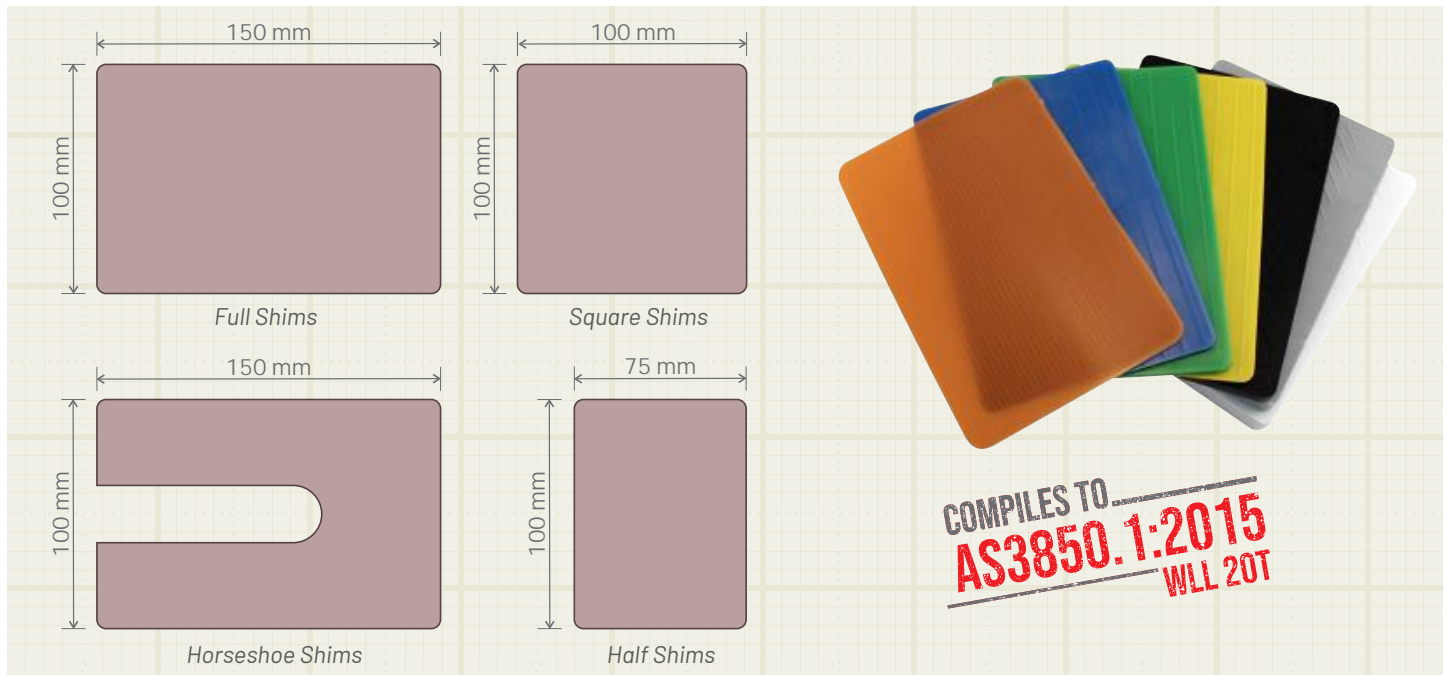 150 mm
100 mm
100 mm
100 mm
Full Shims
Square Shims
150 mm
75 mm
100 mm
100 mm
Horseshoe Shims
Half Shims
COMPILES TO
AS3850.1:2015
WLL 20T